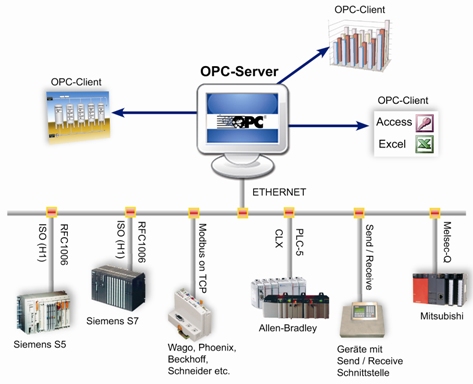 OPC-Client
OPC-Server
OPC-Client
OPC-Client
Access
Excel
OPC
ETHERNET
RFC1006
ISO (H1)
RFC1006
ISO (H1)
Modbus on TCP
PLC-5
CLX
Send / Receive
Melsec-Q
Siemens S5
Siemens S7
Wago, Phoenix,
Beckhoff,
Schneider etc.
Allen-Bradley
Geräte mit
Send / Receive
Schnittstelle
Mitsubishi